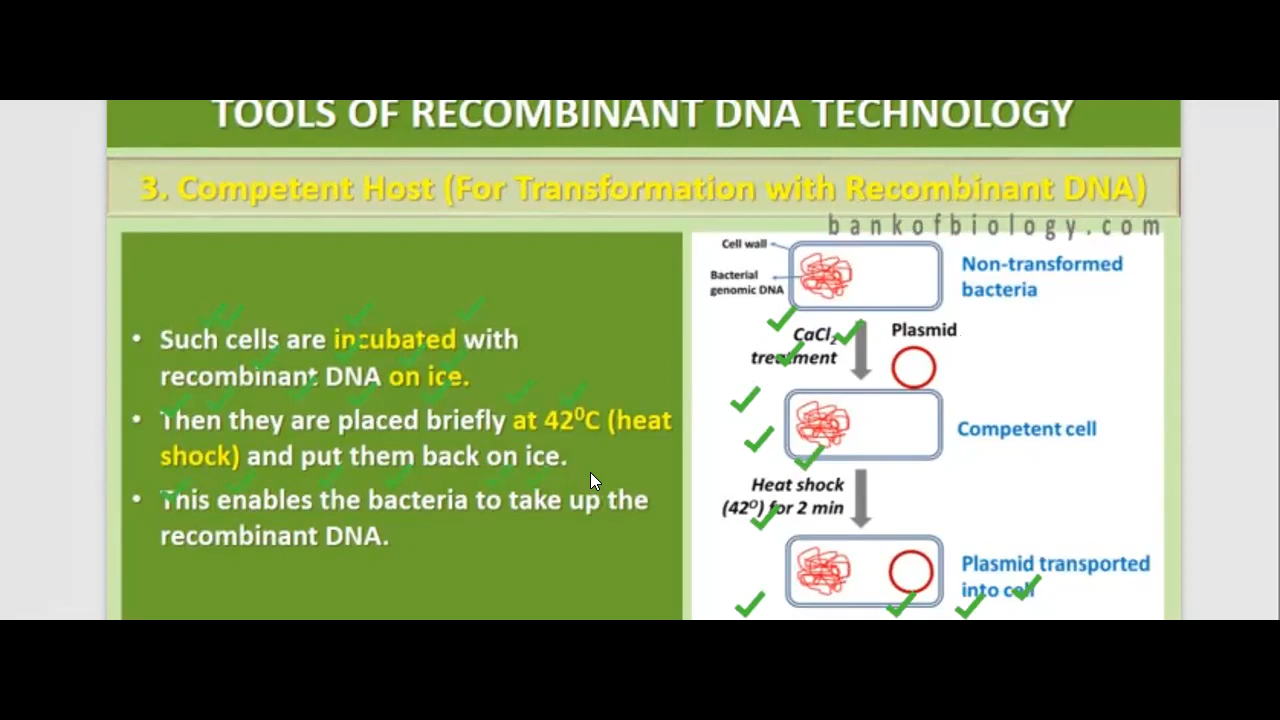 TOOLS OF RECOMBINANT DNA TECHNOLOGY
3. Competent Host (For Transformation with Recombinant DNA)
bankofbiology.com
• Such cells are incubated with
recombinant DNA on ice.
• Then they are placed briefly at 42⁰C (heat
shock) and put them back on ice.
• This enables the bacteria to take up the
recombinant DNA.
Cell wall
Bacterial
genomic DNA
Non-transformed
bacteria
CaCl₂
treatment
Plasmid
Competent cell
Heat shock
(42⁰) for 2 min
Plasmid transported
into cell